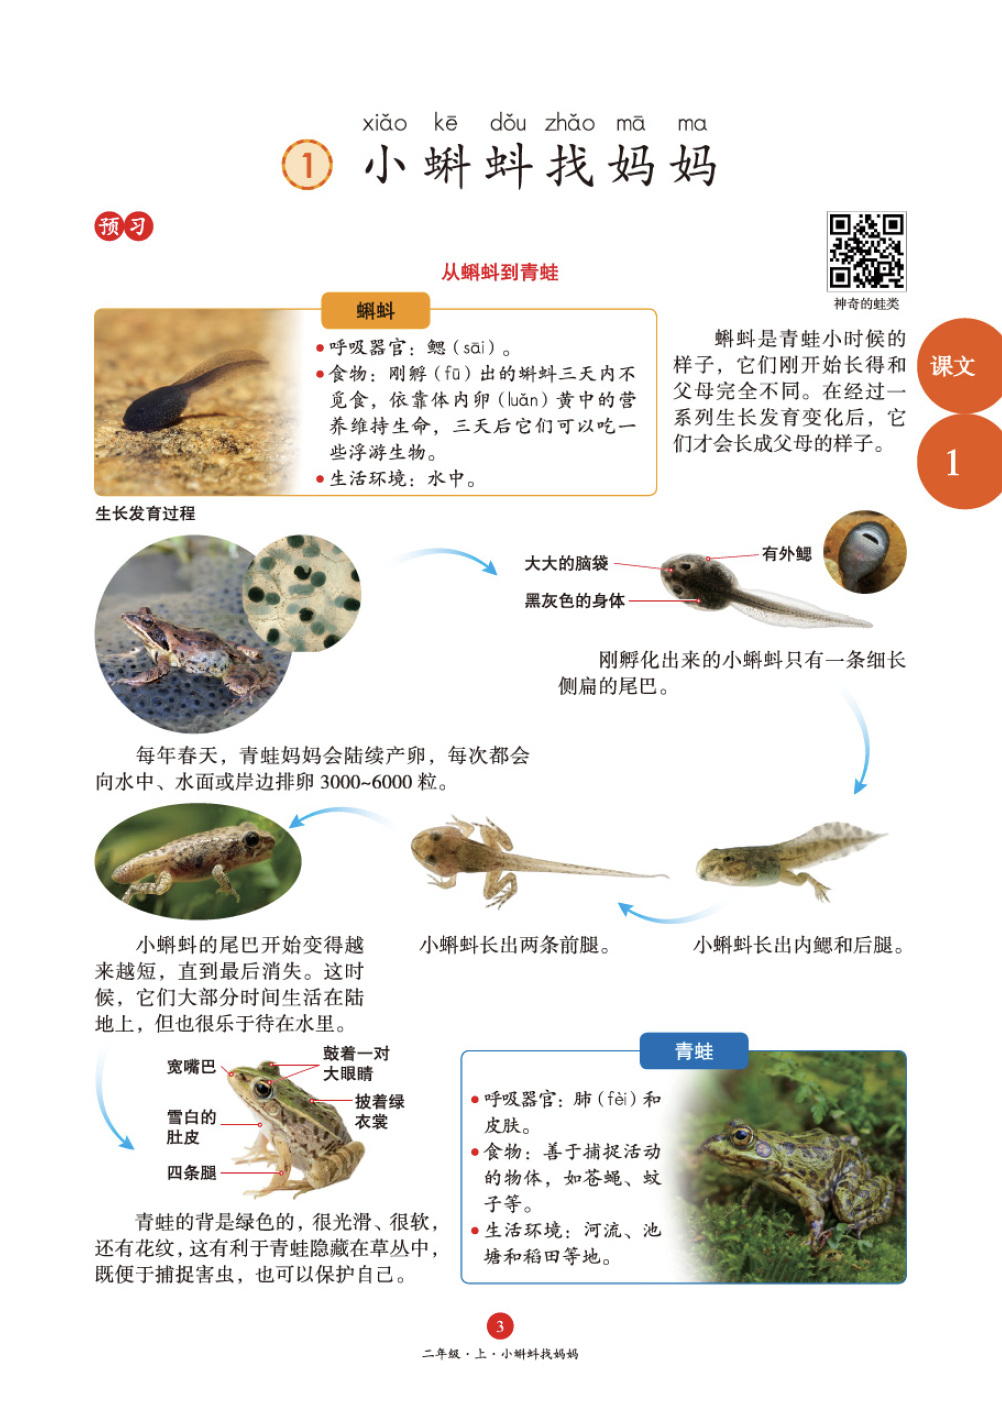 xiǎo kē dǒu zhǎo mā ma
1 小蝌蚪找妈妈
预习
从蝌蚪到青蛙
神奇的蛙类
蝌蚪
●呼吸器官：鳃（sāi）。
●食物：刚孵（fū）出的蝌蚪三天内不
觅食，依靠体内卵（luǎn）黄中的营
养维持生命，三天后它们可以吃一
些浮游生物。
●生活环境：水中。
蝌蚪是青蛙小时候的
样子，它们刚开始长得和
父母完全不同。在经过一
系列生长发育变化后，它
们才会长成父母的样子。
课文
1
生长发育过程
大大的脑袋
有外鳃
黑灰色的身体
刚孵化出来的小蝌蚪只有一条细长
侧扁的尾巴。
每年春天，青蛙妈妈会陆续产卵，每次都会
向水中、水面或岸边排卵 3000~6000 粒。
小蝌蚪长出内鳃和后腿。
小蝌蚪长出两条前腿。
小蝌蚪的尾巴开始变得越
来越短，直到最后消失。这时
候，它们大部分时间生活在陆
地上，但也很乐于待在水里。
宽嘴巴
鼓着一对
大眼睛
披着绿
衣裳
雪白的
肚皮
四条腿
青蛙的背是绿色的，很光滑、很软，
还有花纹，这有利于青蛙隐藏在草丛中，
既便于捕捉害虫，也可以保护自己。
青蛙
●呼吸器官：肺（fèi）和
皮肤。
●食物：善于捕捉活动
的物体，如苍蝇、蚊
子等。
●生活环境：河流、池
塘和稻田等地。
3
二年级·上·小蝌蚪找妈妈